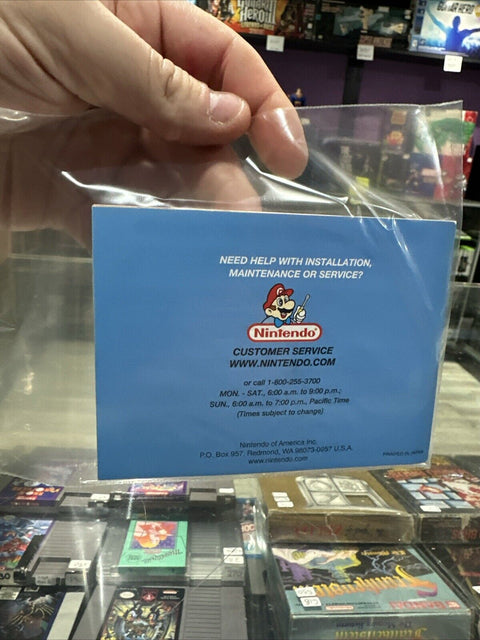 NEED HELP WITH INSTALLATION,
MAINTENANCE OR SERVICE?
Nintendo®
CUSTOMER SERVICE
WWW.NINTENDO.COM
or call 1-800-255-3700
MON. - SAT., 6:00 a.m. to 9:00 p.m.;
SUN., 6:00 a.m. to 7:00 p.m., Pacific Time
(Times subject to change)
Nintendo of America Inc.
P.O. Box 957, Redmond, WA 98073-0957 U.S.A.
www.nintendo.com
PRINTED IN JAPAN